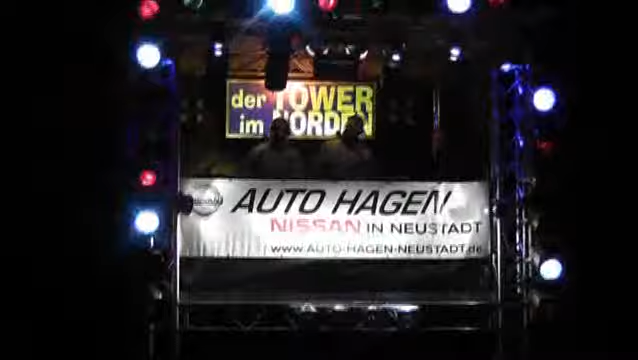 der TOWER
im NORDEN
AUTO HAGEN
NISSAN IN NEUSTADT
www.AUTO-HAGEN-NEUSTADT.de